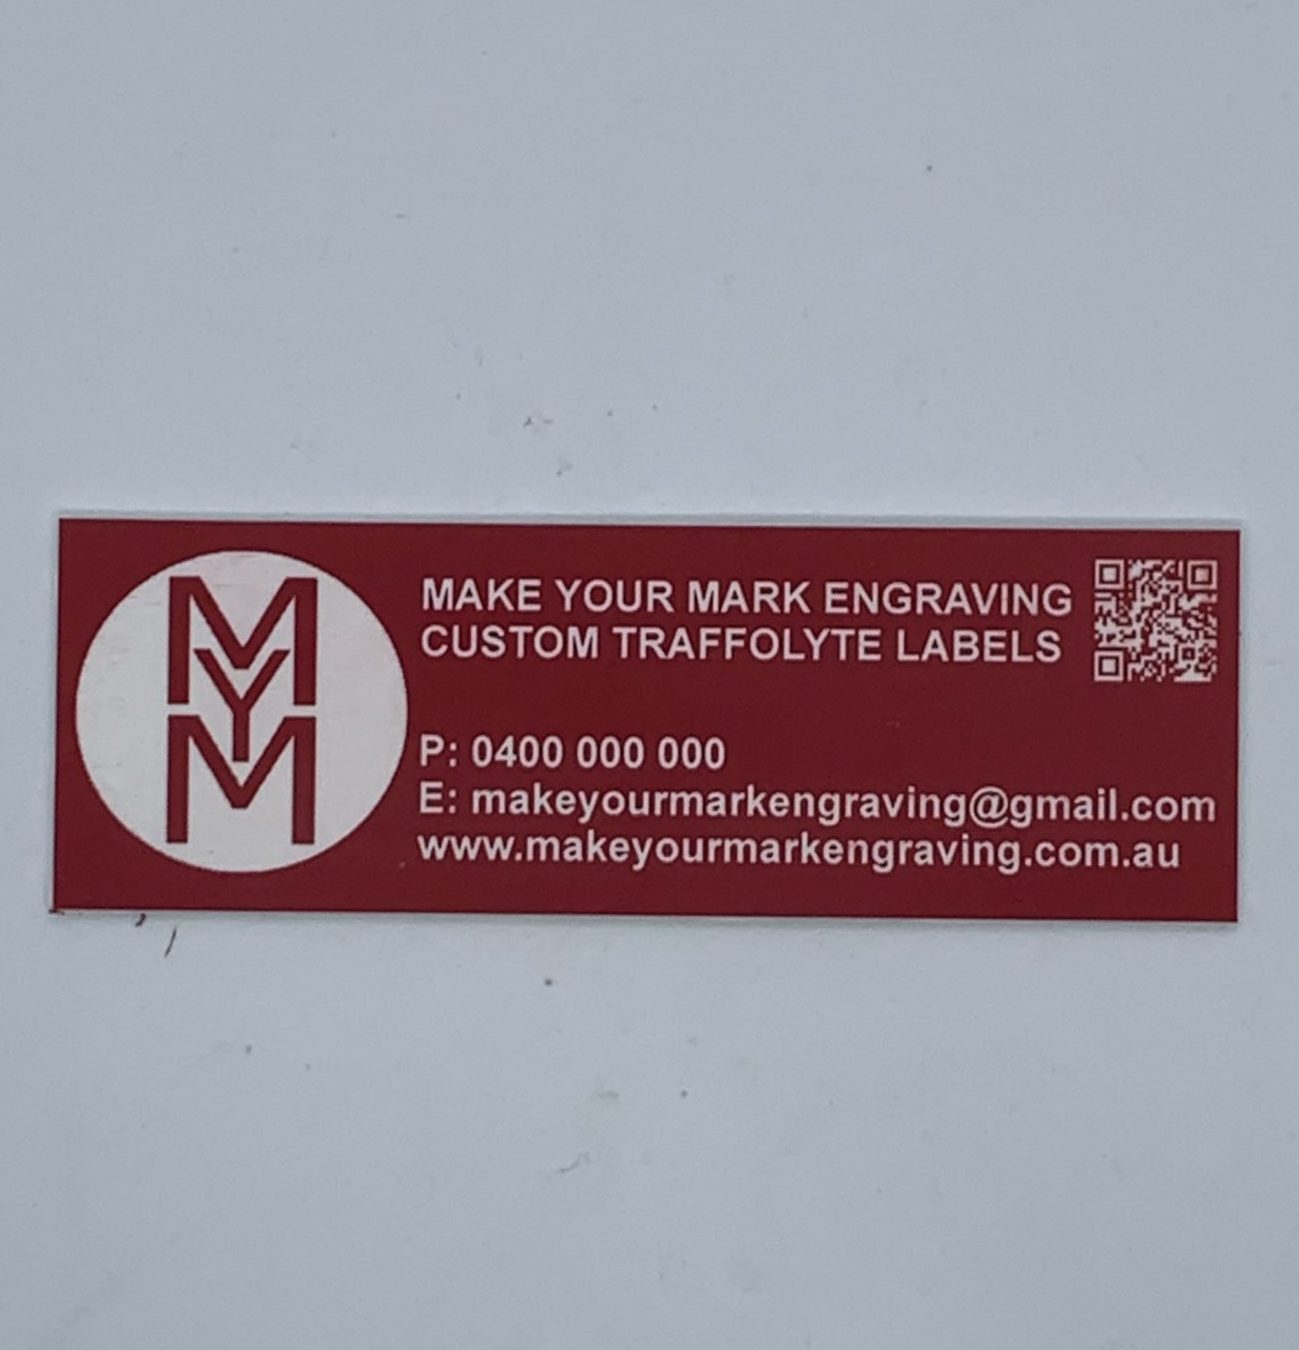 MYM
MAKE YOUR MARK ENGRAVING
CUSTOM TRAFFOLYTE LABELS
P: 0400 000 000
E: makeyourmarkengraving@gmail.com
www.makeyourmarkengraving.com.au